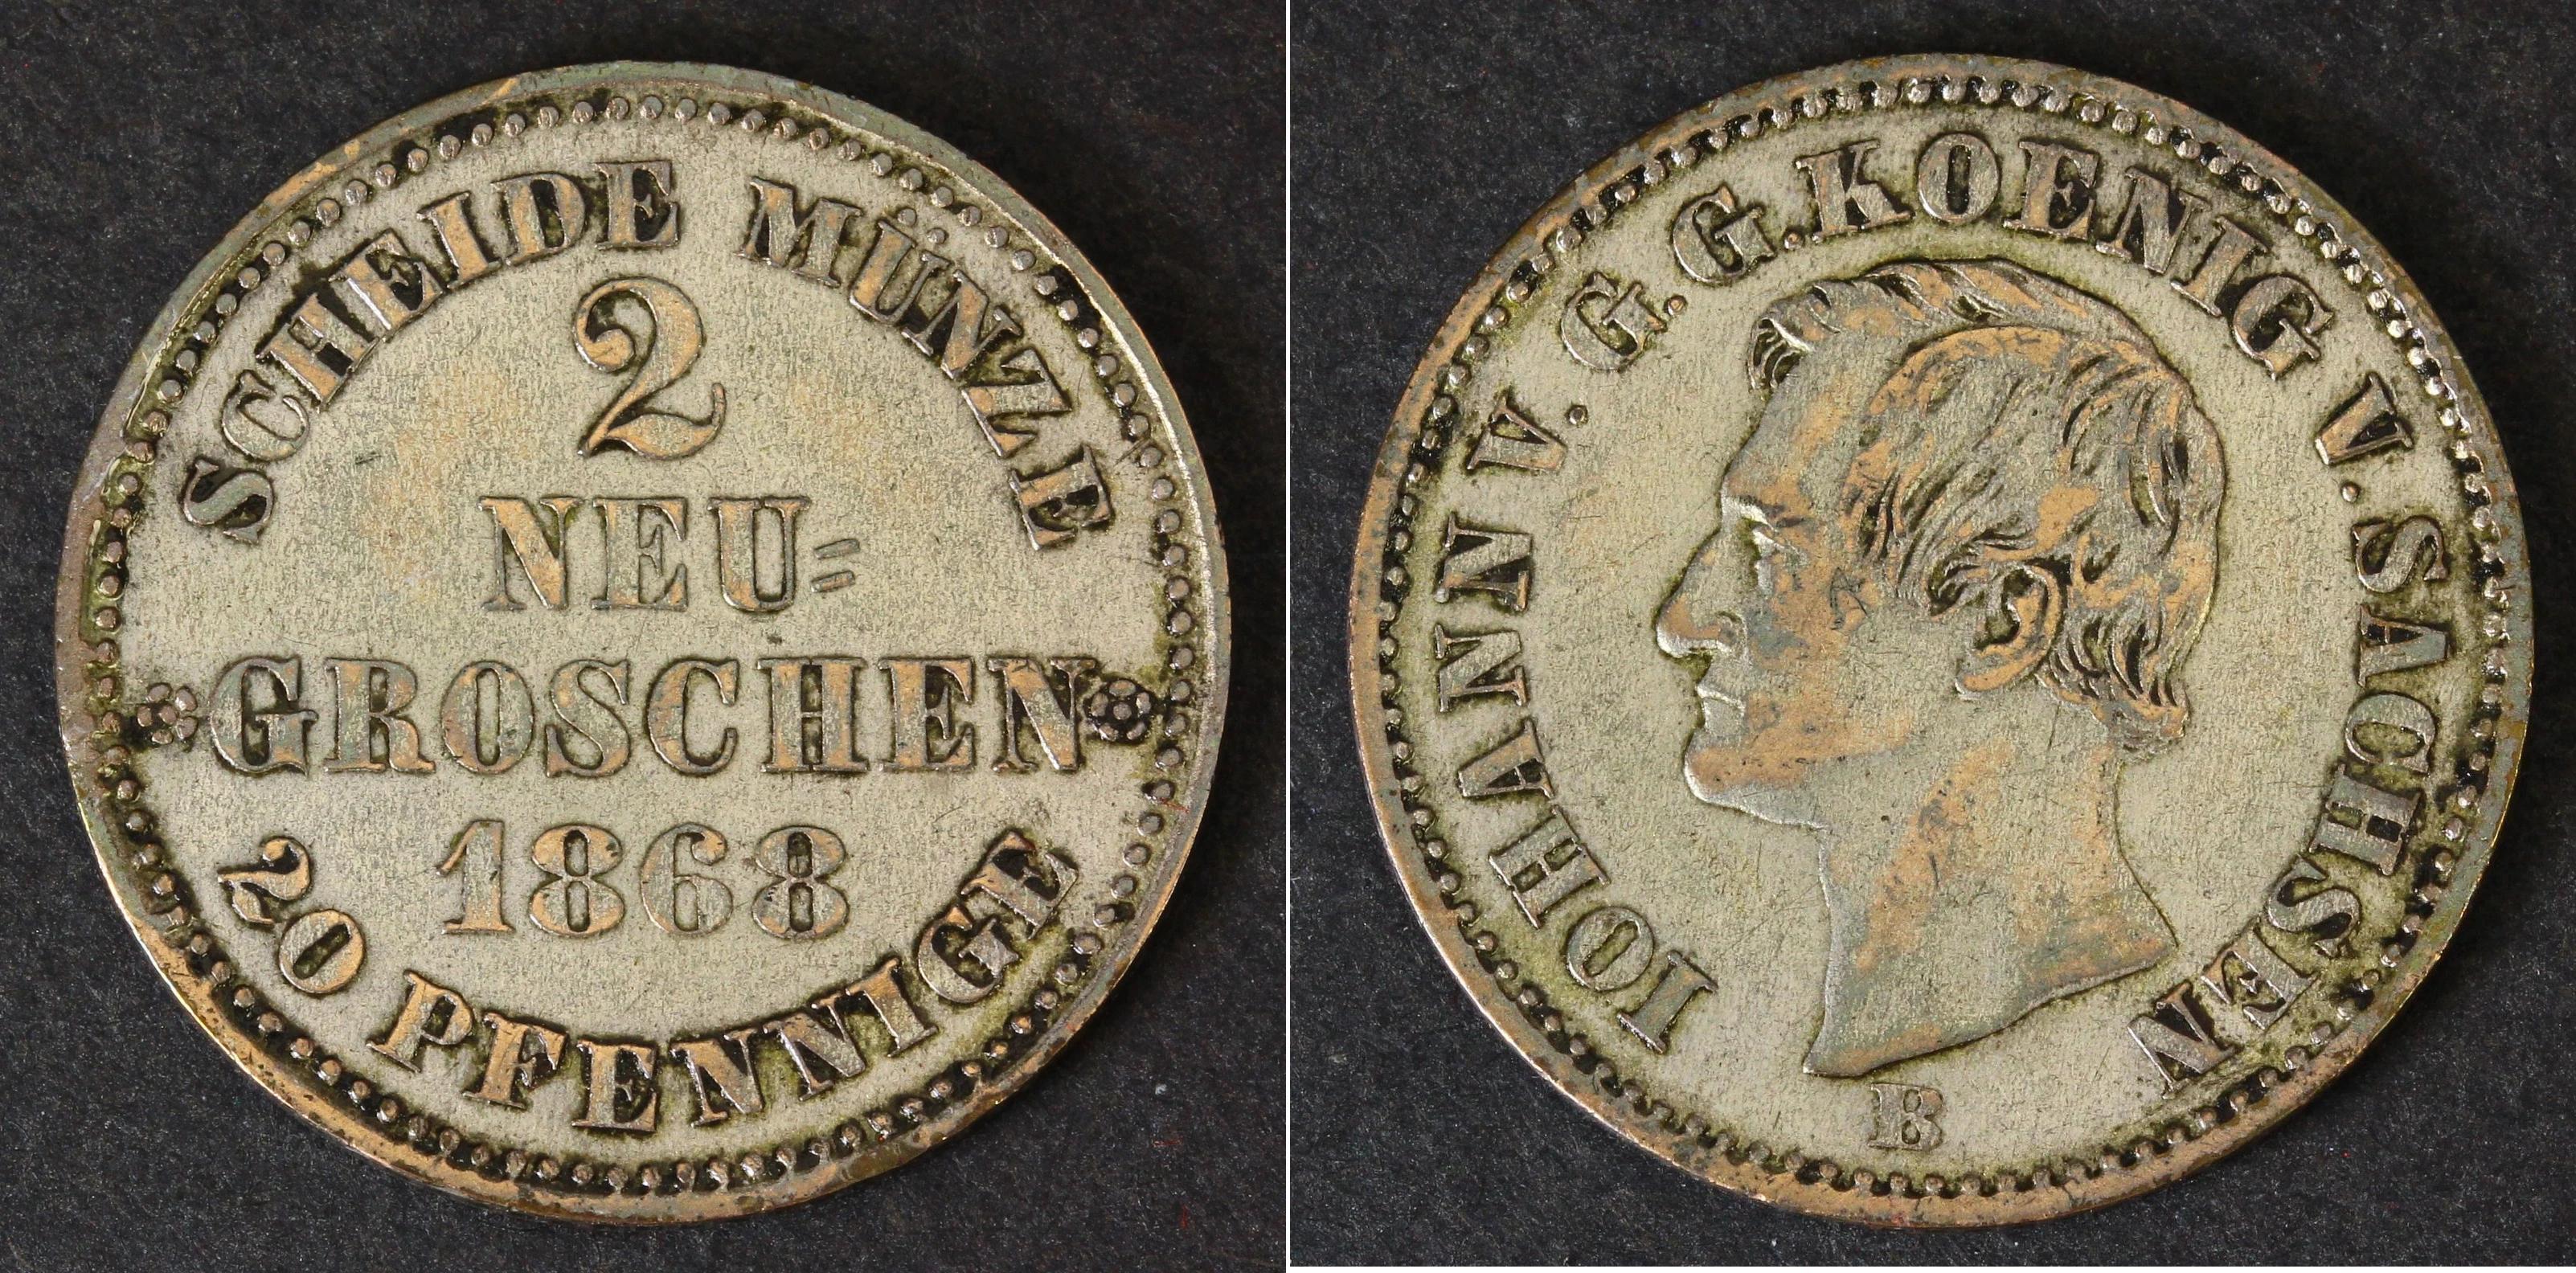 SCHEIDE MÜNZE
2
NEU=
GROSCHEN
1868
20 PFENNIGE
IOHANN V. G. G. KOENIG V. SACHSEN
B